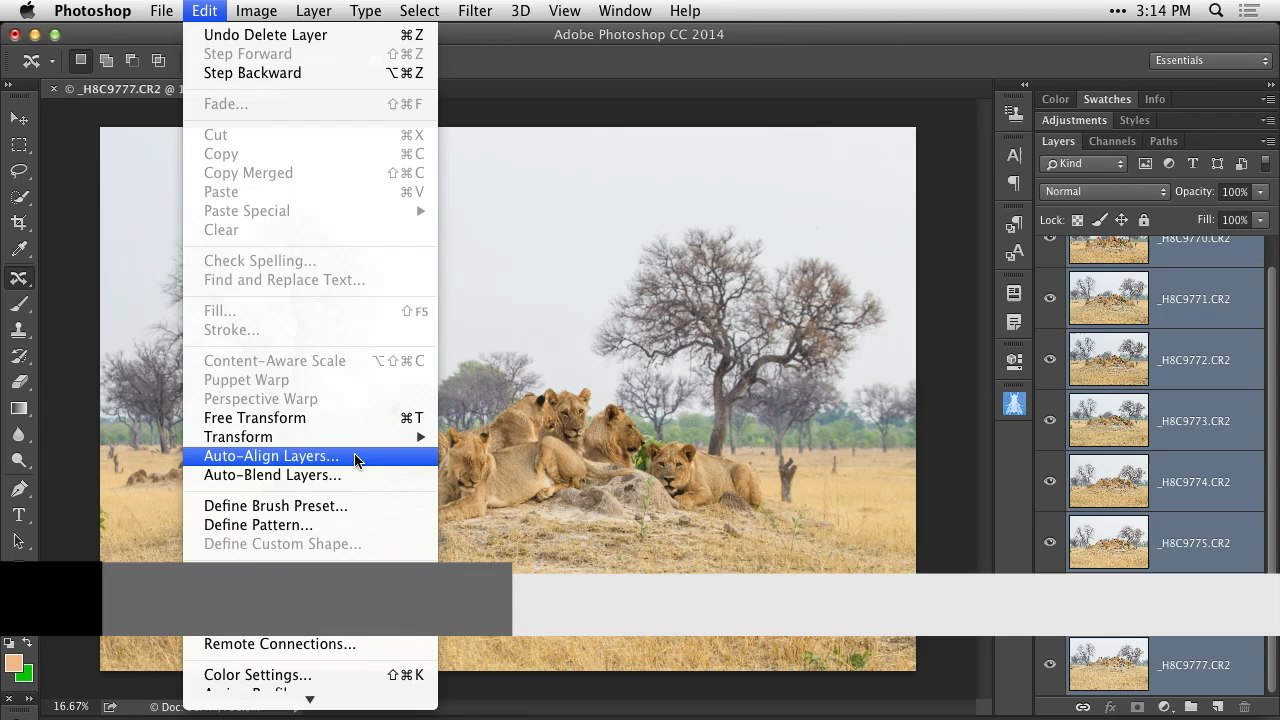 Photoshop File Edit Image Layer Type Select Filter 3D View Window Help ••• 3:14 PM
Adobe Photoshop CC 2014
Essentials
× © _H8C9777.CR2 @
Undo Delete Layer ⌘Z
Step Forward ⇧⌘Z
Step Backward ⌥⌘Z
Fade... ⇧⌘F
Cut ⌘X
Copy ⌘C
Copy Merged ⇧⌘C
Paste ⌘V
Paste Special ▶
Clear
Check Spelling...
Find and Replace Text...
Fill... ⇧F5
Stroke...
Content-Aware Scale ⌥⇧⌘C
Puppet Warp
Perspective Warp
Free Transform ⌘T
Transform ▶
Auto-Align Layers...
Auto-Blend Layers...
Define Brush Preset...
Define Pattern...
Define Custom Shape...
Remote Connections...
Color Settings... ⇧⌘K
16.67% © Doc:
Color Swatches Info
Adjustments Styles
Layers Channels Paths
Kind
Normal Opacity: 100%
Lock: Fill: 100%
_H8C9770.CR2
_H8C9771.CR2
_H8C9772.CR2
_H8C9773.CR2
_H8C9774.CR2
_H8C9775.CR2
_H8C9777.CR2
fx